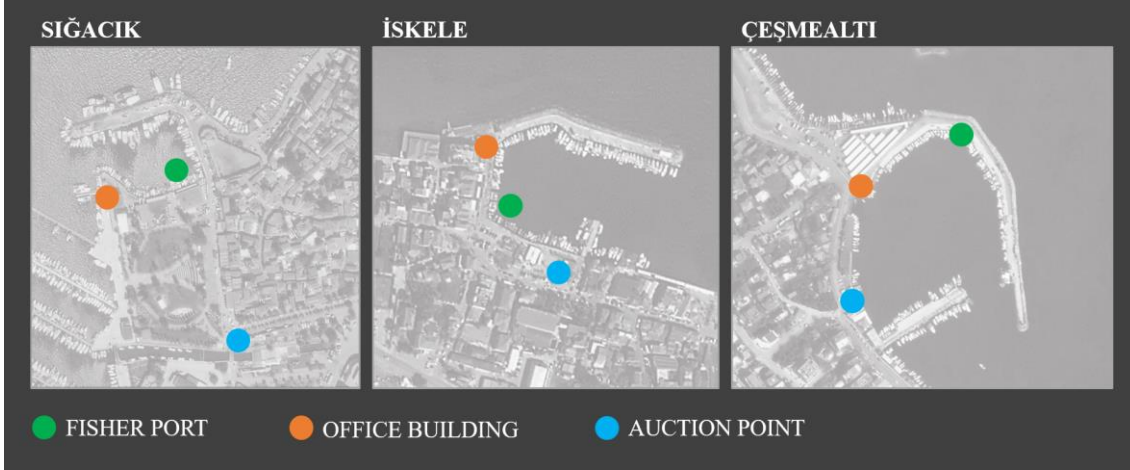 SIĞACIK
İSKELE
ÇEŞMEALTI
FISHER PORT
OFFICE BUILDING
AUCTION POINT